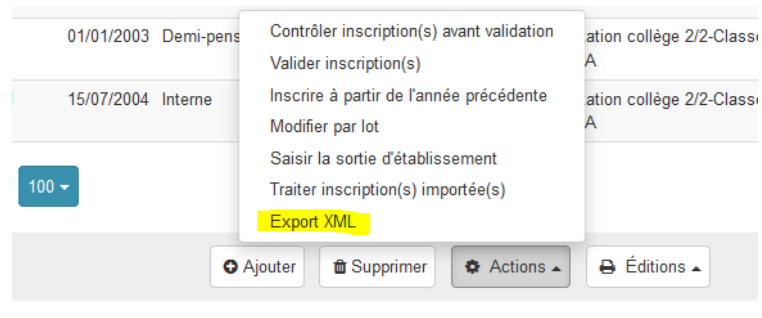 01/01/2003 Demi-pens
15/07/2004 Interne
Contrôler inscription(s) avant validation
Valider inscription(s)
Inscrire à partir de l'année précédente
Modifier par lot
Saisir la sortie d'établissement
Traiter inscription(s) importée(s)
Export XML
ation collège 2/2-Classe
A
ation collège 2/2-Classe
A
100
Ajouter Supprimer Actions Éditions